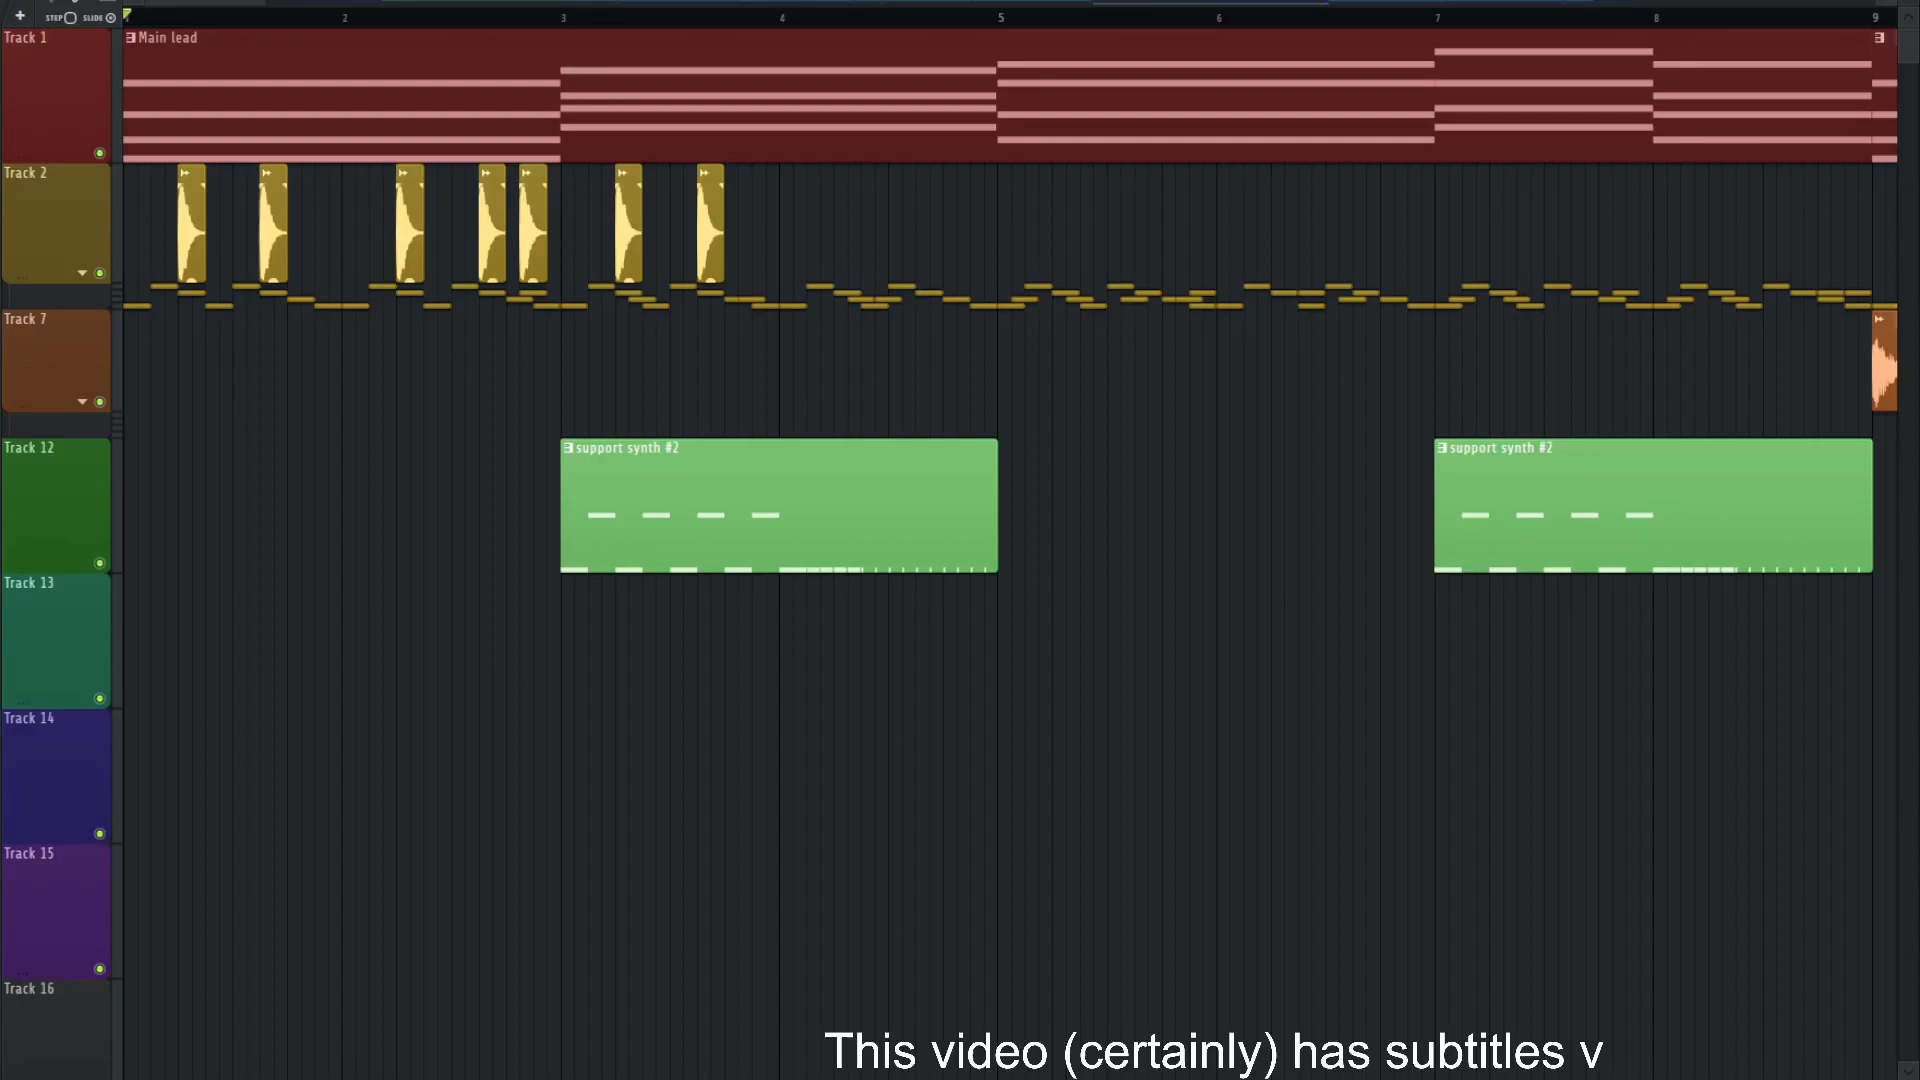 STEP SLIDE
2 3 4 5 6 7 8 9
Track 1
Main lead
Track 2
Track 7
Track 12
support synth #2
support synth #2
Track 13
Track 14
Track 15
Track 16
This video (certainly) has subtitles v